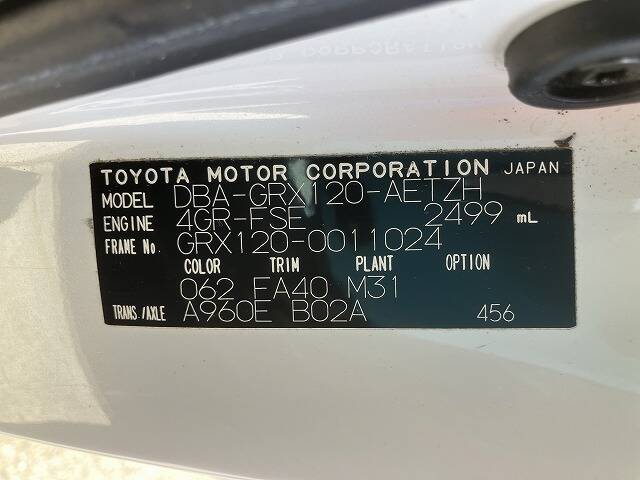 TOYOTA MOTOR CORPORATION JAPAN
MODEL DBA-GRX120-AETZH
ENGINE 4GR-FSE 2499 mL
FRAME No. GRX120-0011024
COLOR TRIM PLANT OPTION
062 FA40 M31
TRANS./AXLE A960E B02A 456